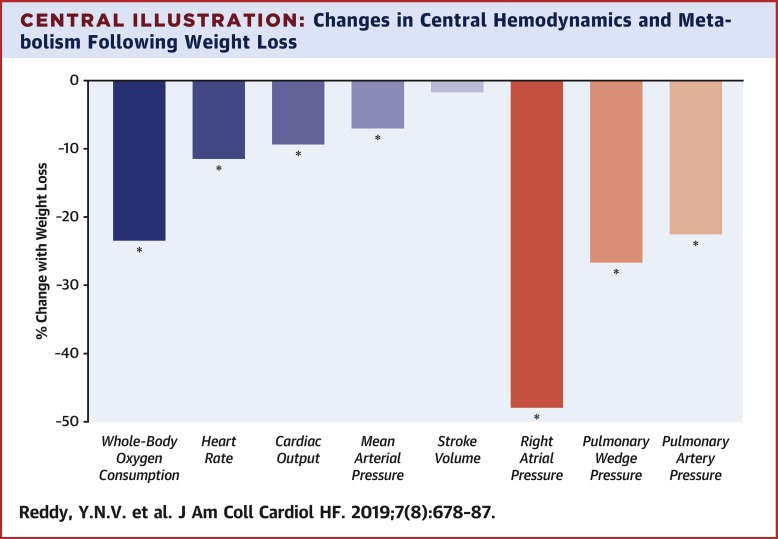 CENTRAL ILLUSTRATION: Changes in Central Hemodynamics and Meta-
bolism Following Weight Loss
% Change with Weight Loss
0
-10
-20
-30
-40
-50
*
*
*
*
*
*
*
Whole-Body
Oxygen
Consumption
Heart
Rate
Cardiac
Output
Mean
Arterial
Pressure
Stroke
Volume
Right
Atrial
Pressure
Pulmonary
Wedge
Pressure
Pulmonary
Artery
Pressure
Reddy, Y.N.V. et al. J Am Coll Cardiol HF. 2019;7(8):678–87.